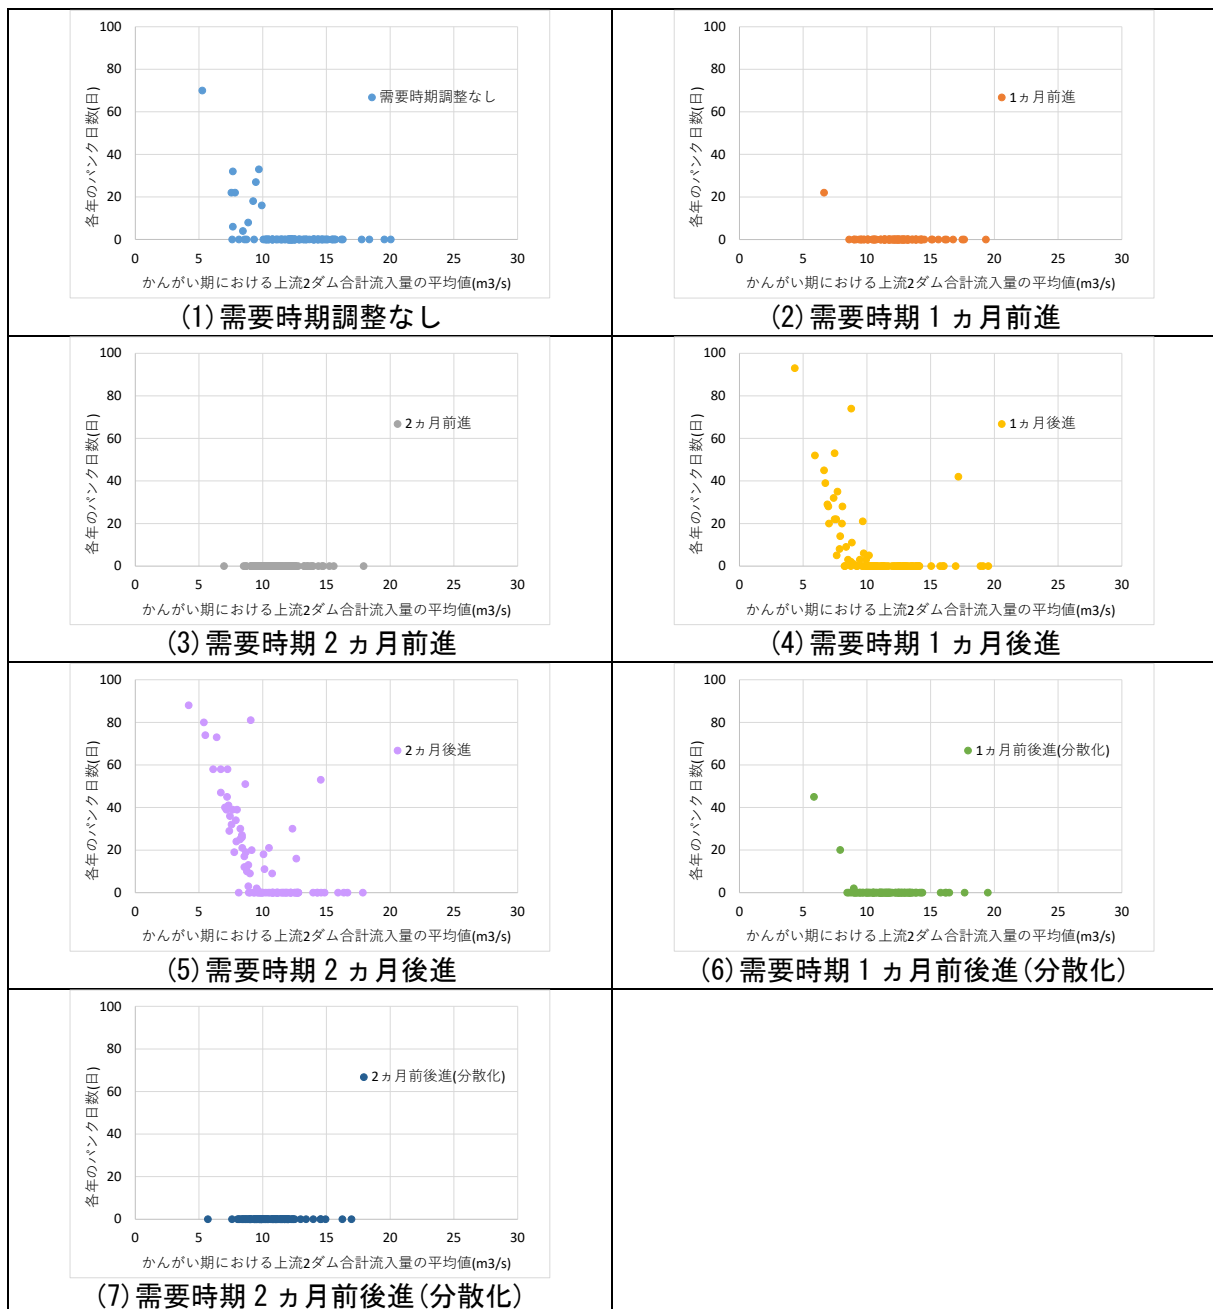 100
80
60
40
20
0
各年のパンク日数(日)
需要時期調整なし
0 5 10 15 20 25 30
かんがい期における上流2ダム合計流入量の平均値(m3/s)
(1)需要時期調整なし
100
80
60
40
20
0
各年のパンク日数(日)
1ヵ月前進
0 5 10 15 20 25 30
かんがい期における上流2ダム合計流入量の平均値(m3/s)
(2)需要時期1ヵ月前進
100
80
60
40
20
0
各年のパンク日数(日)
2ヵ月前進
0 5 10 15 20 25 30
かんがい期における上流2ダム合計流入量の平均値(m3/s)
(3)需要時期2ヵ月前進
100
80
60
40
20
0
各年のパンク日数(日)
1ヵ月後進
0 5 10 15 20 25 30
かんがい期における上流2ダム合計流入量の平均値(m3/s)
(4)需要時期1ヵ月後進
100
80
60
40
20
0
各年のパンク日数(日)
2ヵ月後進
0 5 10 15 20 25 30
かんがい期における上流2ダム合計流入量の平均値(m3/s)
(5)需要時期2ヵ月後進
100
80
60
40
20
0
各年のパンク日数(日)
1ヵ月前後進(分散化)
0 5 10 15 20 25 30
かんがい期における上流2ダム合計流入量の平均値(m3/s)
(6)需要時期1ヵ月前後進(分散化)
100
80
60
40
20
0
各年のパンク日数(日)
2ヵ月前後進(分散化)
0 5 10 15 20 25 30
かんがい期における上流2ダム合計流入量の平均値(m3/s)
(7)需要時期2ヵ月前後進(分散化)